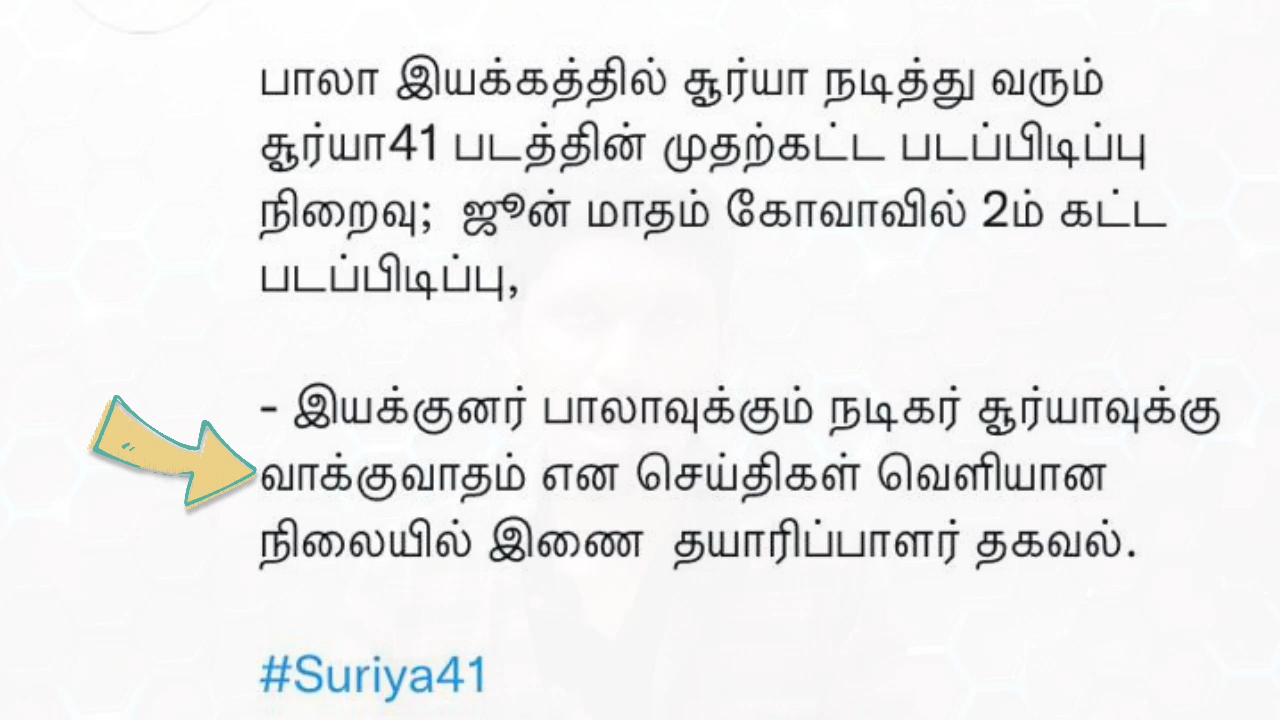 பாலா இயக்கத்தில் சூர்யா நடித்து வரும்
சூர்யா41 படத்தின் முதற்கட்ட படப்பிடிப்பு
நிறைவு; ஜூன் மாதம் கோவாவில் 2ம் கட்ட
படப்பிடிப்பு,
- இயக்குனர் பாலாவுக்கும் நடிகர் சூர்யாவுக்கு
வாக்குவாதம் என செய்திகள் வெளியான
நிலையில் இணை தயாரிப்பாளர் தகவல்.
#Suriya41